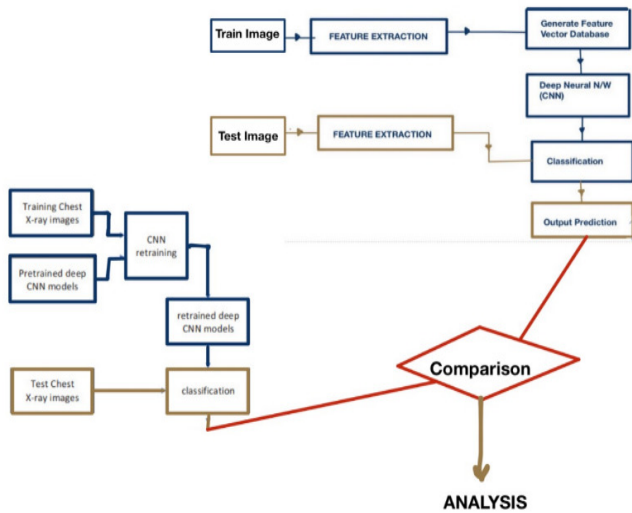 Train Image
FEATURE EXTRACTION
Generate Feature
Vector Database
Deep Neural N/W
(CNN)
Test Image
FEATURE EXTRACTION
Classification
Output Prediction
Training Chest
X-ray images
CNN
retraining
Pretrained deep
CNN models
retrained deep
CNN models
Test Chest
X-ray images
classification
Comparison
ANALYSIS